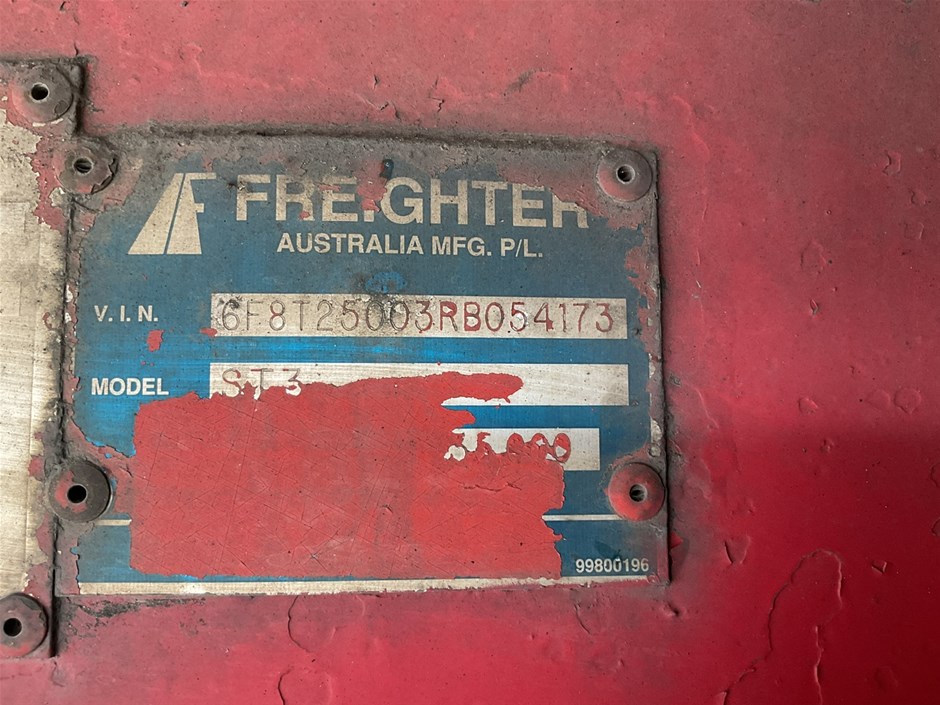 FREIGHTER
AUSTRALIA MFG. P/L.
V.I.N. 6F8T25003RB054173
MODEL ST3
99800196